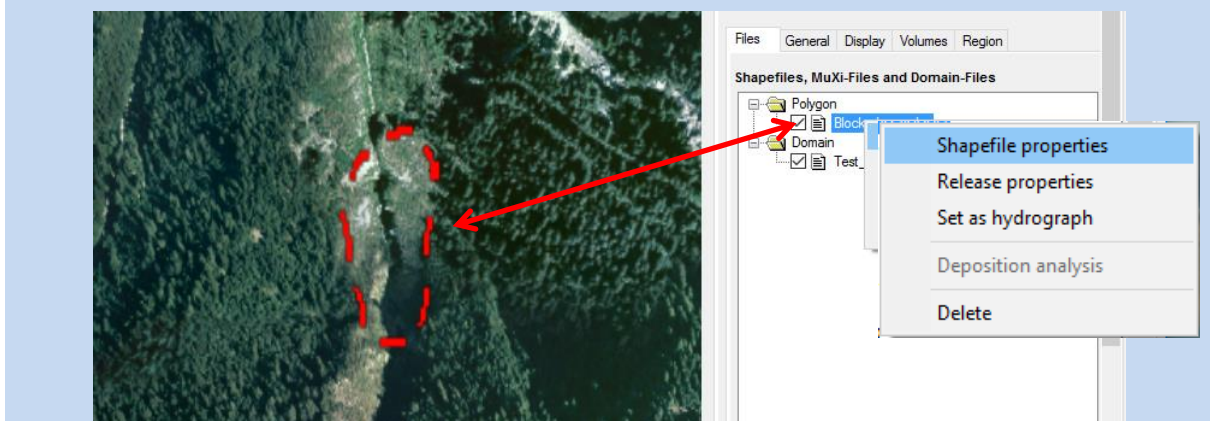 Files General Display Volumes Region
Shapefiles, MuXi-Files and Domain-Files
Polygon
Domain
Test_
Shapefile properties
Release properties
Set as hydrograph
Deposition analysis
Delete